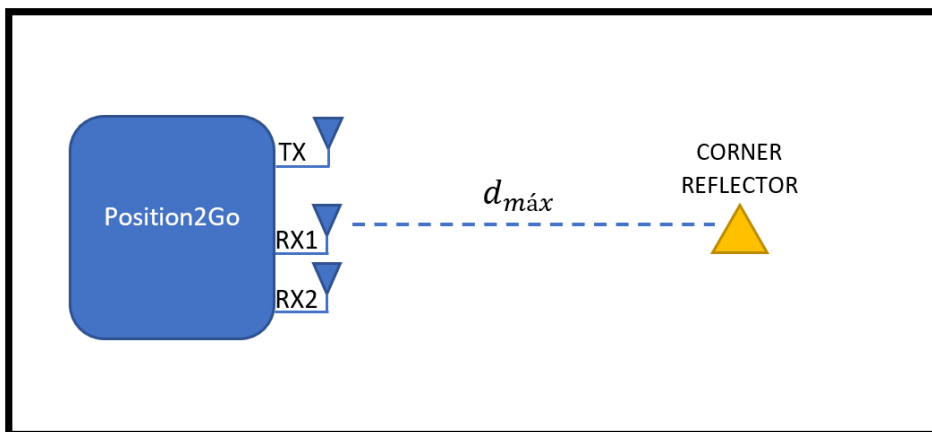 TX
CORNER
REFLECTOR
Position2Go
d_máx
RX1
RX2